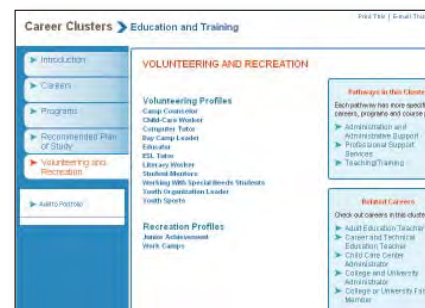 Print This | Email This
Career Clusters Education and Training
Introduction
Careers
Programs
Recommended Plan
of Study
Volunteering and
Recreation
Add to Portfolio
VOLUNTEERING AND RECREATION
Volunteering Profiles
Camp Counselor
Child-Care Worker
Computer Tutor
Day Camp Leader
Educator
ESL Tutor
Literacy Worker
Student Mentors
Working With Special Needs Students
Youth Organization Leader
Youth Sports
Recreation Profiles
Junior Achievement
Work Camps
Pathways in this Cluster
Each pathway has more specific
careers, programs and course
Administration and
Administrative Support
Professional Support
Services
Teaching/Training
Related Careers
Check out careers in this cluster
Adult Education Teacher
Career and Technical
Education Teacher
Child Care Center
Administrator
College and University
Administrator
College or University
Member